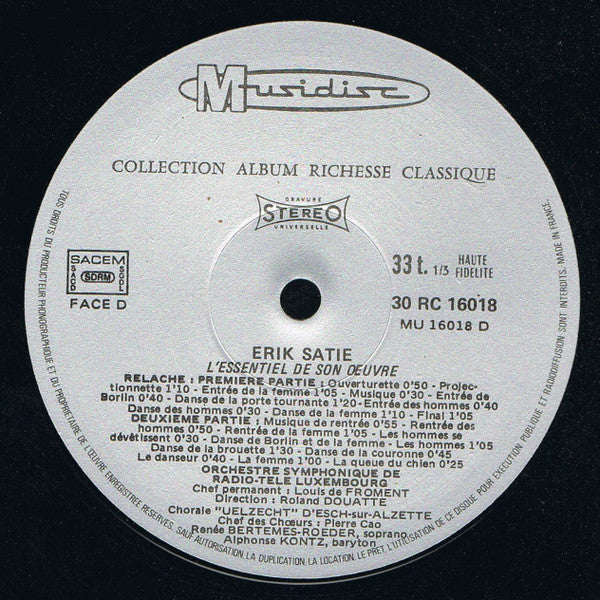 Musidisc
COLLECTION ALBUM RICHESSE CLASSIQUE
GRAVURE
STEREO
UNIVERSELLE
SACEM
SACD SDRM SGDL
FACE D
33 t. 1/3 HAUTE FIDELITE
30 RC 16018
MU 16018 D
ERIK SATIE
L'ESSENTIEL DE SON ŒUVRE
RELACHE : PREMIERE PARTIE : Ouverturette 0'50 - Projec-
tionnette 1'10 - Entrée de la femme 1'05 - Musique 0'30 - Entrée de
Borlin 0'40 - Danse de la porte tournante 1'20 - Entrée des hommes 0'40
Danse des hommes 0'30 - Danse de la femme 1'10 - Final 1'05
DEUXIEME PARTIE : Musique de rentrée 0'55 - Rentrée des
hommes 0'50 - Rentrée de la femme 1'05 - Les hommes se
dévêtissent 0'30 - Danse de Borlin et de la femme - Les hommes 1'05
Danse de la brouette 1'30 - Danse de la couronne 0'45
Le danseur 0'40 - La femme 1'00 - La queue du chien 0'25
ORCHESTRE SYMPHONIQUE DE
RADIO-TELE LUXEMBOURG
Chef permanent : Louis de FROMENT
Direction : Roland DOUATTE
Chorale "UELZECHT" D'ESCH-sur-ALZETTE
Chef des Chœurs : Pierre Cao
Renée BERTEMES-ROEDER, soprano
Alphonse KONTZ, baryton
TOUS DROITS DU PRODUCTEUR PHONOGRAPHIQUE ET DU PROPRIETAIRE DE L'ŒUVRE ENREGISTREE RESERVES, SAUF AUTORISATION, LA DUPLICATION, LA LOCATION, LE PRET, L'UTILISATION DE CE DISQUE POUR EXECUTION PUBLIQUE ET RADIODIFFUSION SONT INTERDITS. MADE IN FRANCE.